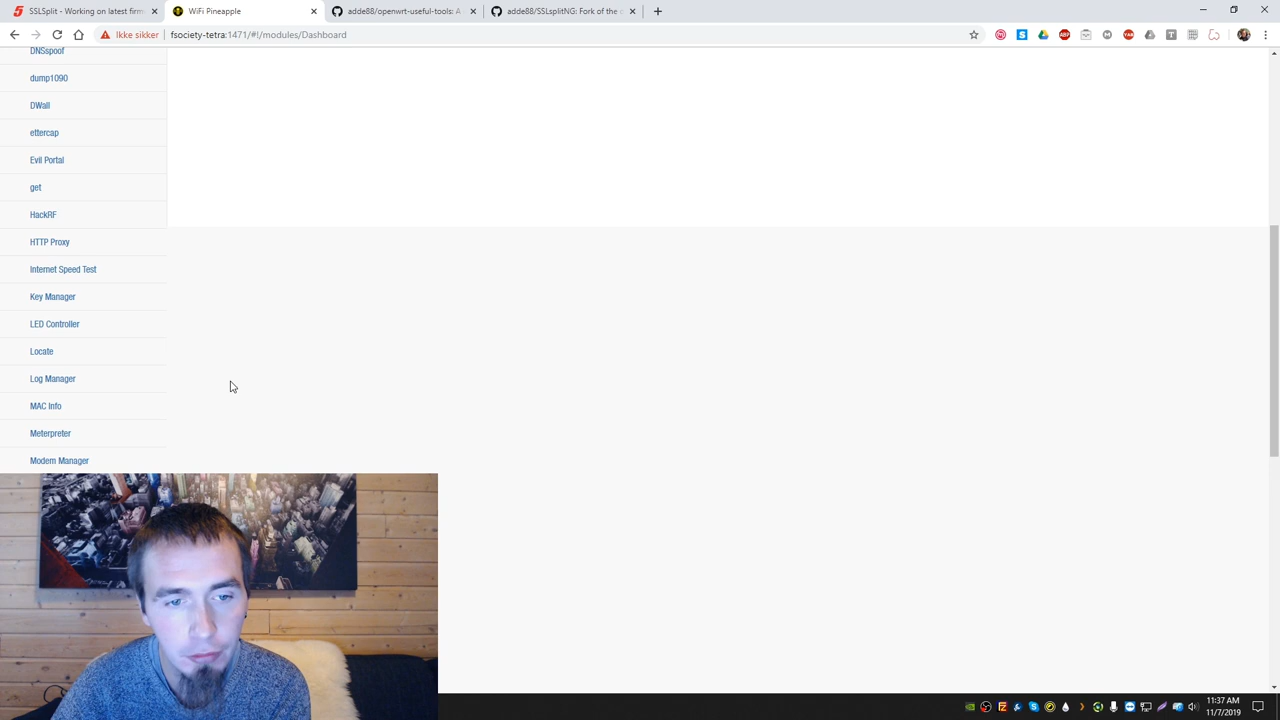 SSLSplit - Working on latest firm
WiFi Pineapple
adde88/openwrt-useful-tools: A
adde88/SSLsplitNG: Fork of the o
Ikke sikker
fsociety-tetra:1471/#!/modules/Dashboard
DNSspoof
dump1090
DWall
ettercap
Evil Portal
get
HackRF
HTTP Proxy
Internet Speed Test
Key Manager
LED Controller
Locate
Log Manager
MAC Info
Meterpreter
Modem Manager
11:37 AM
11/7/2019